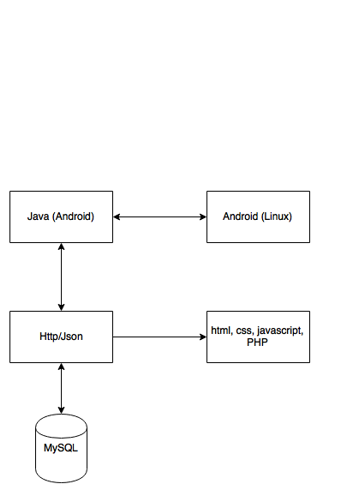 Java (Android)
Android (Linux)
Http/Json
html, css, javascript,
PHP
MySQL